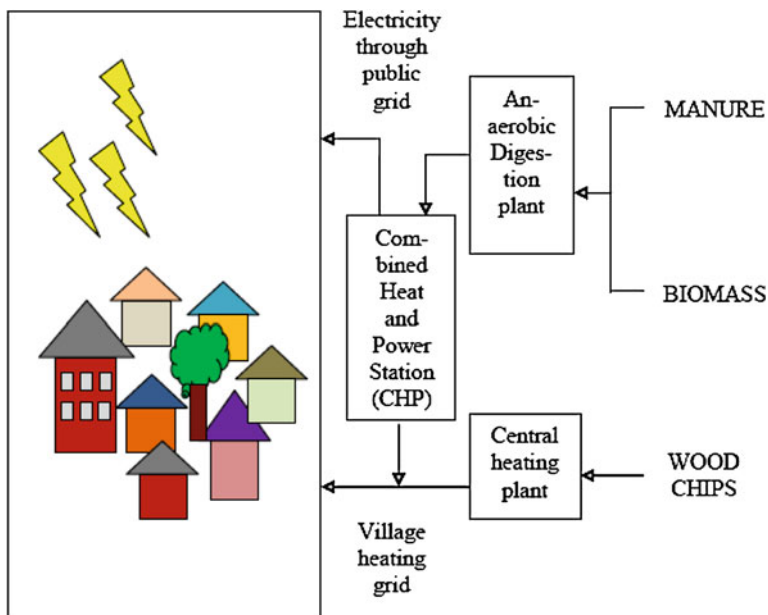 Electricity
through
public
grid
An-
aerobic
Diges-
tion
plant
MANURE
BIOMASS
Com-
bined
Heat
and
Power
Station
(CHP)
Central
heating
plant
WOOD
CHIPS
Village
heating
grid